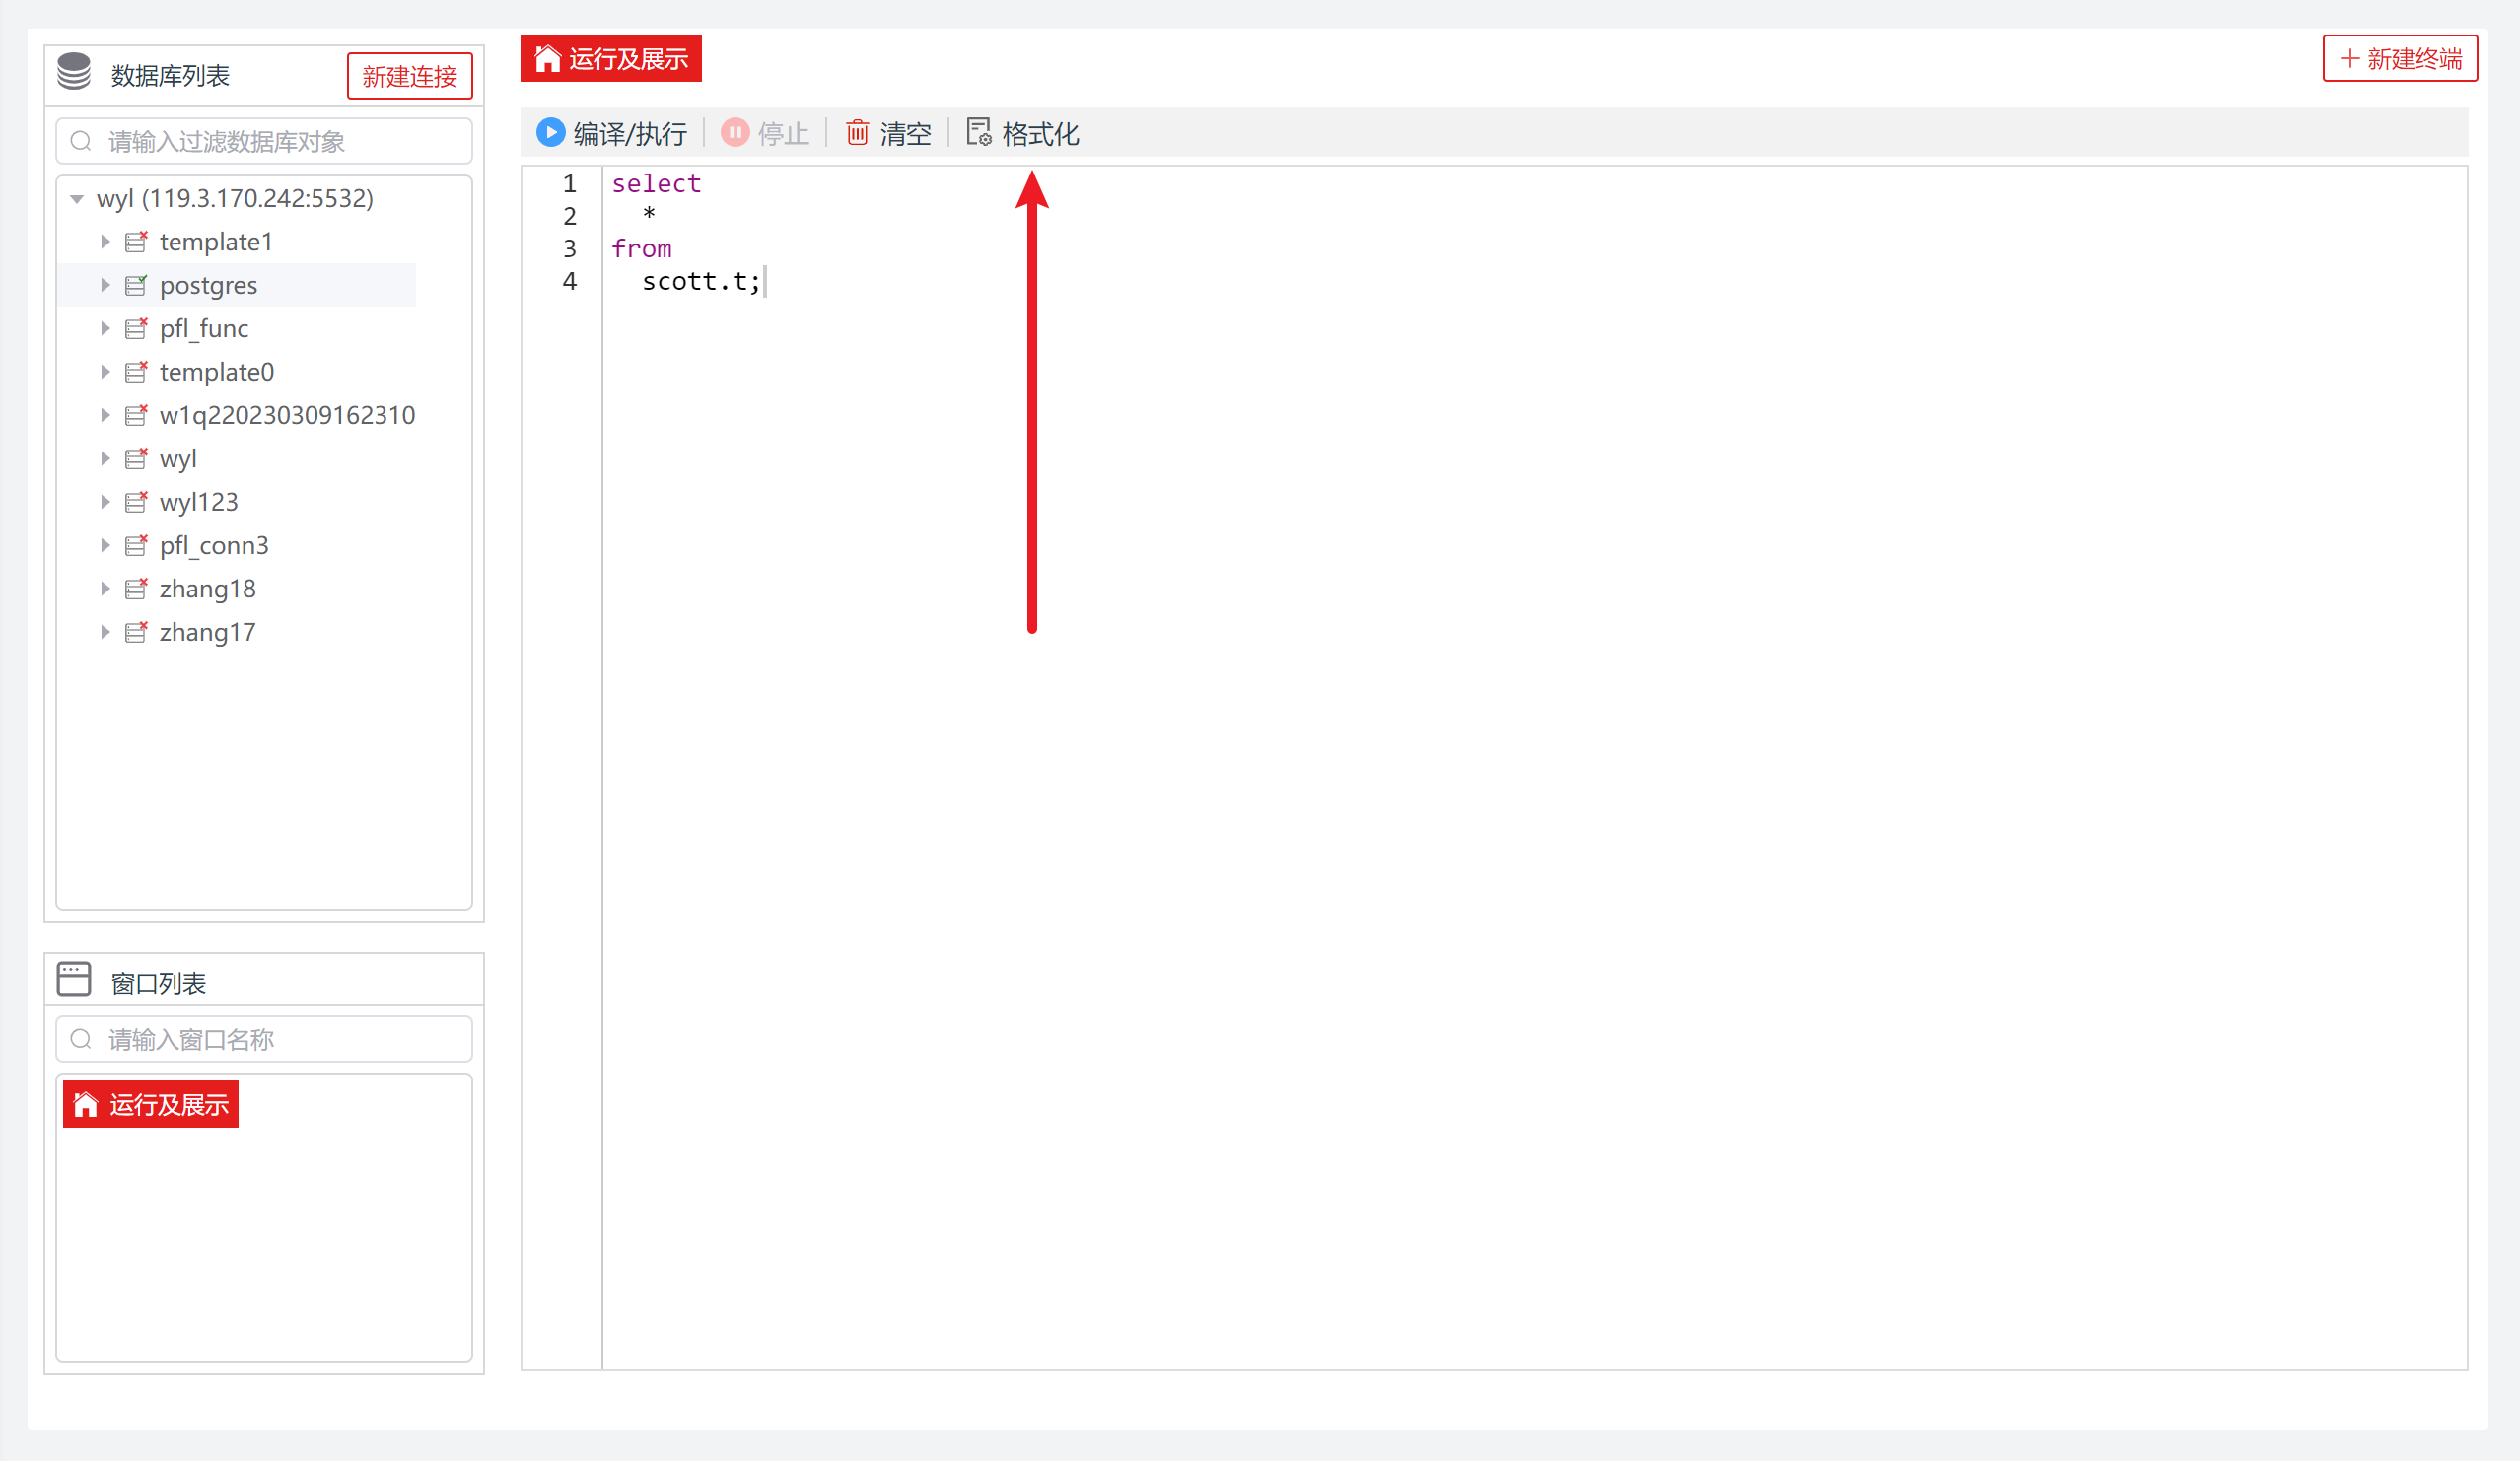 数据库列表
新建连接
请输入过滤数据库对象
wyl (119.3.170.242:5532)
template1
postgres
pfl_func
template0
w1q220230309162310
wyl
wyl123
pfl_conn3
zhang18
zhang17
窗口列表
请输入窗口名称
运行及展示
运行及展示
新建终端
编译/执行
停止
清空
格式化
1 select
2 *
3 from
4 scott.t;